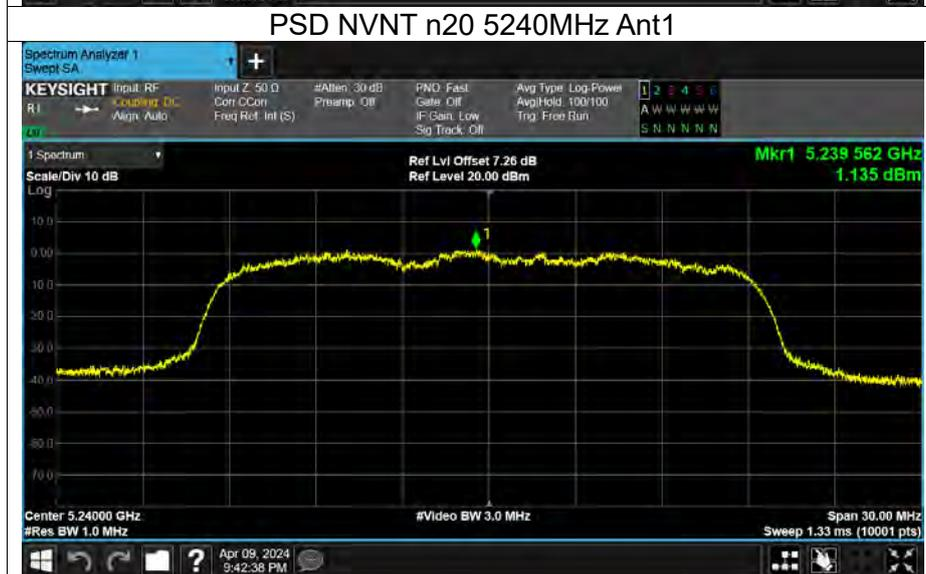 PSD NVNT n20 5240MHz Ant1
Spectrum Analyzer 1
Swept SA
+
KEYSIGHT Input: RF
Coupling: DC
Align: Auto
Input Z: 50 Ω
Corr CCorr
Freq Ref: Int (S)
#Atten: 30 dB
Preamp: Off
PNO: Fast
Gate: Off
IF Gain: Low
Sig Track: Off
Avg Type: Log-Power
Avg|Hold: 100/100
Trig: Free Run
1 2 3 4 5 6
A W W W W W
S N N N N N
1 Spectrum
Scale/Div 10 dB
Log
Ref Lvl Offset 7.26 dB
Ref Level 20.00 dBm
Mkr1 5.239 562 GHz
1.135 dBm
10.0
0.00
-10.0
-20.0
-30.0
-40.0
-50.0
-60.0
-70.0
1
Center 5.24000 GHz
#Res BW 1.0 MHz
#Video BW 3.0 MHz
Span 30.00 MHz
Sweep 1.33 ms (10001 pts)
?
Apr 09, 2024
9:42:38 PM